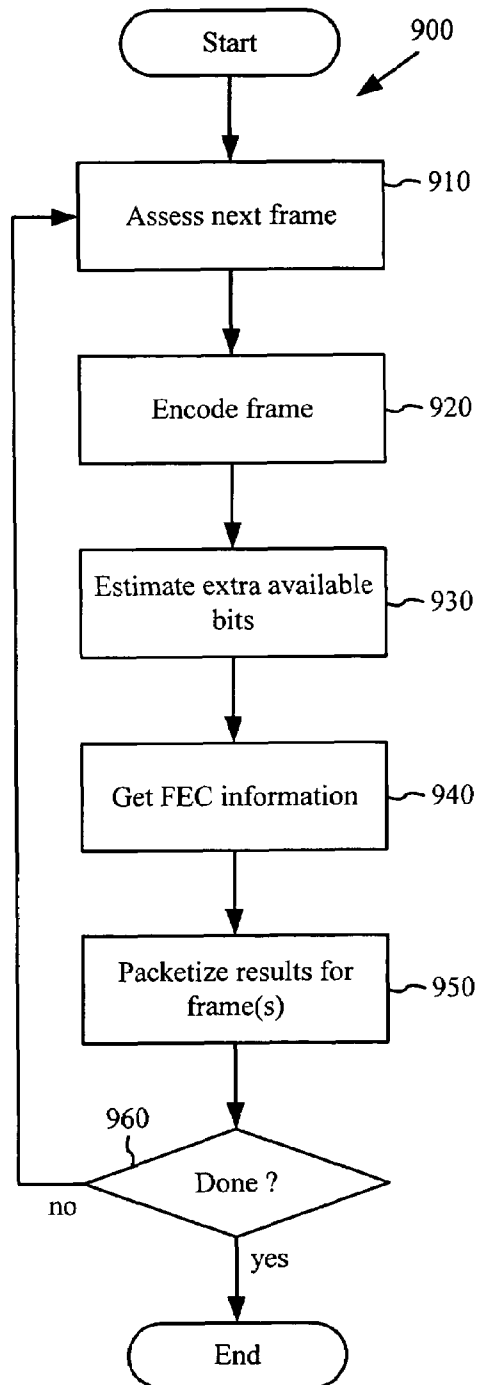 Start
900
Assess next frame
910
Encode frame
920
Estimate extra available
bits
930
Get FEC information
940
Packetize results for
frame(s)
950
960
Done ?
no
yes
End